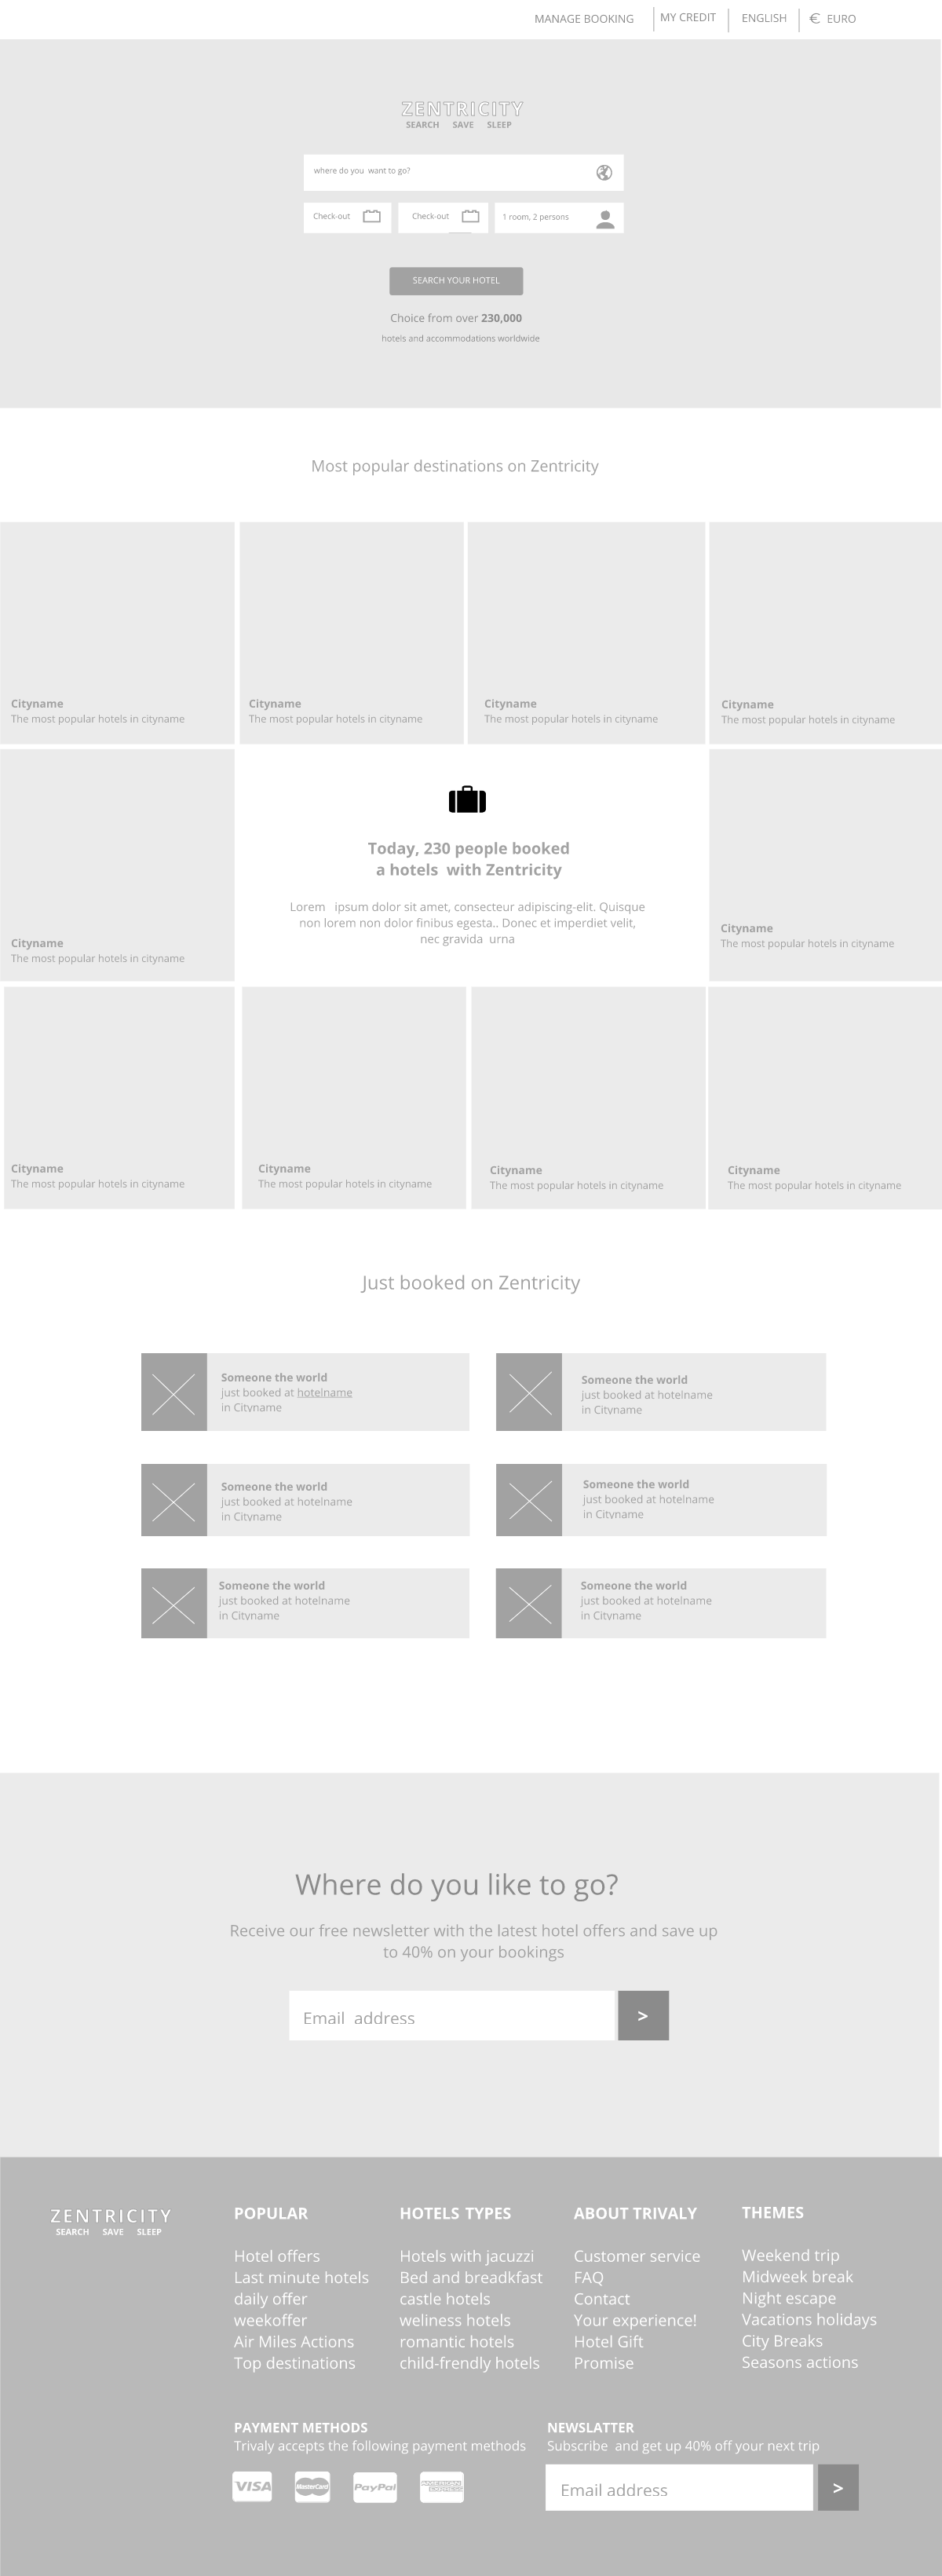 MANAGE BOOKING MY CREDIT ENGLISH € EURO
ZENTRICITY
SEARCH SAVE SLEEP
where do you want to go?
Check-out Check-out 1 room, 2 persons
SEARCH YOUR HOTEL
Choice from over 230,000
hotels and accommodations worldwide
Most popular destinations on Zentricity
Cityname
The most popular hotels in cityname
Cityname
The most popular hotels in cityname
Cityname
The most popular hotels in cityname
Cityname
The most popular hotels in cityname
Cityname
The most popular hotels in cityname
Today, 230 people booked
a hotels with Zentricity
Lorem ipsum dolor sit amet, consecteur adipiscing-elit. Quisque
non lorem non dolor finibus egesta.. Donec et imperdiet velit,
nec gravida urna
Cityname
The most popular hotels in cityname
Cityname
The most popular hotels in cityname
Cityname
The most popular hotels in cityname
Cityname
The most popular hotels in cityname
Cityname
The most popular hotels in cityname
Just booked on Zentricity
Someone the world
just booked at hotelname
in Cityname
Someone the world
just booked at hotelname
in Cityname
Someone the world
just booked at hotelname
in Cityname
Someone the world
just booked at hotelname
in Cityname
Someone the world
just booked at hotelname
in Cityname
Someone the world
just booked at hotelname
in Cityname
Where do you like to go?
Receive our free newsletter with the latest hotel offers and save up
to 40% on your bookings
Email address >
ZENTRICITY
SEARCH SAVE SLEEP
POPULAR
Hotel offers
Last minute hotels
daily offer
weekoffer
Air Miles Actions
Top destinations
HOTELS TYPES
Hotels with jacuzzi
Bed and breadkfast
castle hotels
weliness hotels
romantic hotels
child-frendly hotels
ABOUT TRIVALY
Customer service
FAQ
Contact
Your experience!
Hotel Gift
Promise
THEMES
Weekend trip
Midweek break
Night escape
Vacations holidays
City Breaks
Seasons actions
PAYMENT METHODS
Trivaly accepts the following payment methods
VISA MasterCard PayPal AMERICAN EXPRESS
NEWSLATTER
Subscribe and get up 40% off your next trip
Email address >